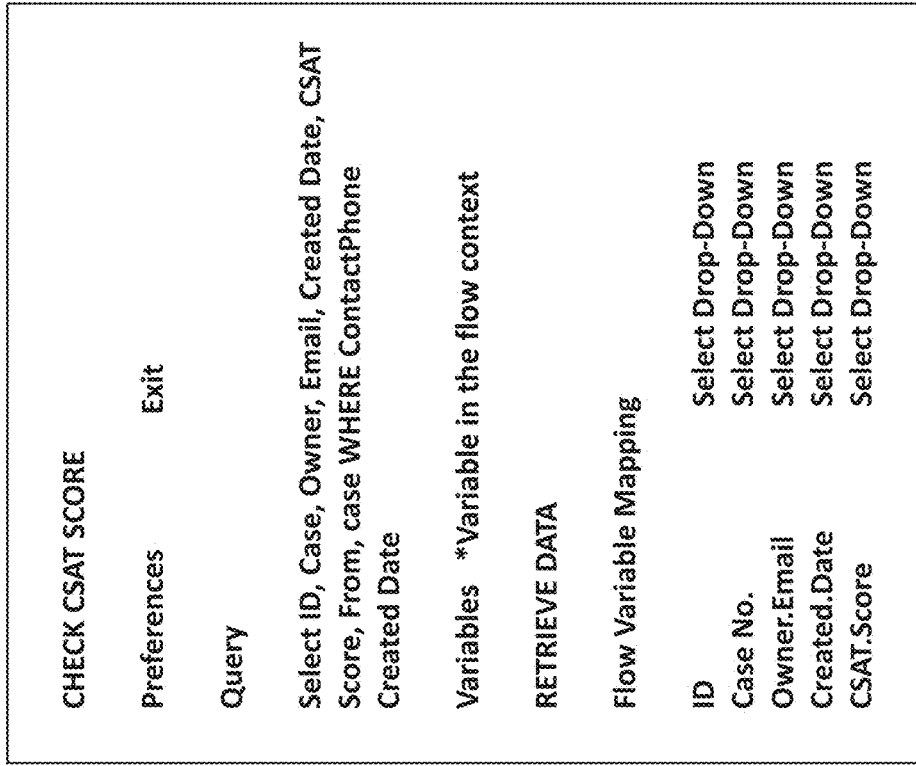 CHECK CSAT SCORE
Preferences Exit
Query
Select ID, Case, Owner, Email, Created Date, CSAT
Score, From, case WHERE ContactPhone
Created Date
Variables *Variable in the flow context
RETRIEVE DATA
Flow Variable Mapping
ID Select Drop-Down
Case No. Select Drop-Down
Owner.Email Select Drop-Down
Created.Date Select Drop-Down
CSAT.Score Select Drop-Down